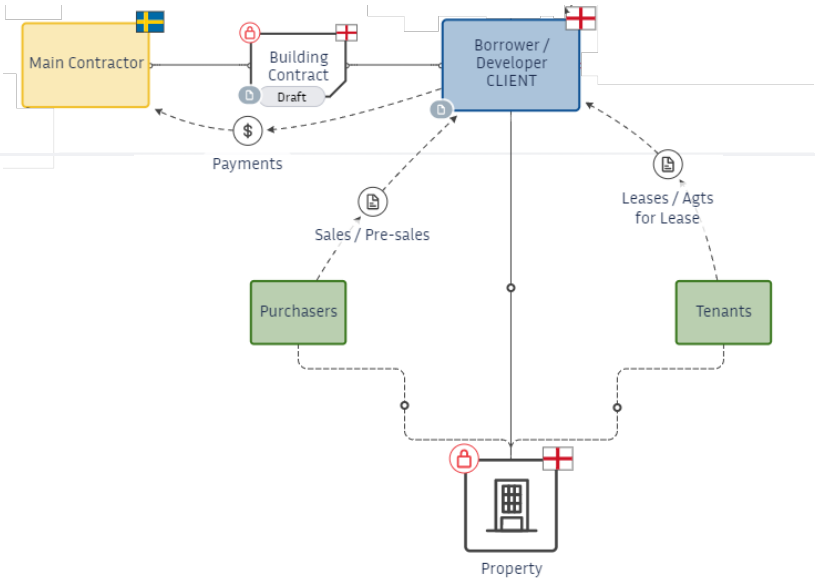 Main Contractor
Building
Contract
Draft
Borrower /
Developer
CLIENT
$
Payments
Sales / Pre-sales
Leases / Agts
for Lease
Purchasers
Tenants
Property